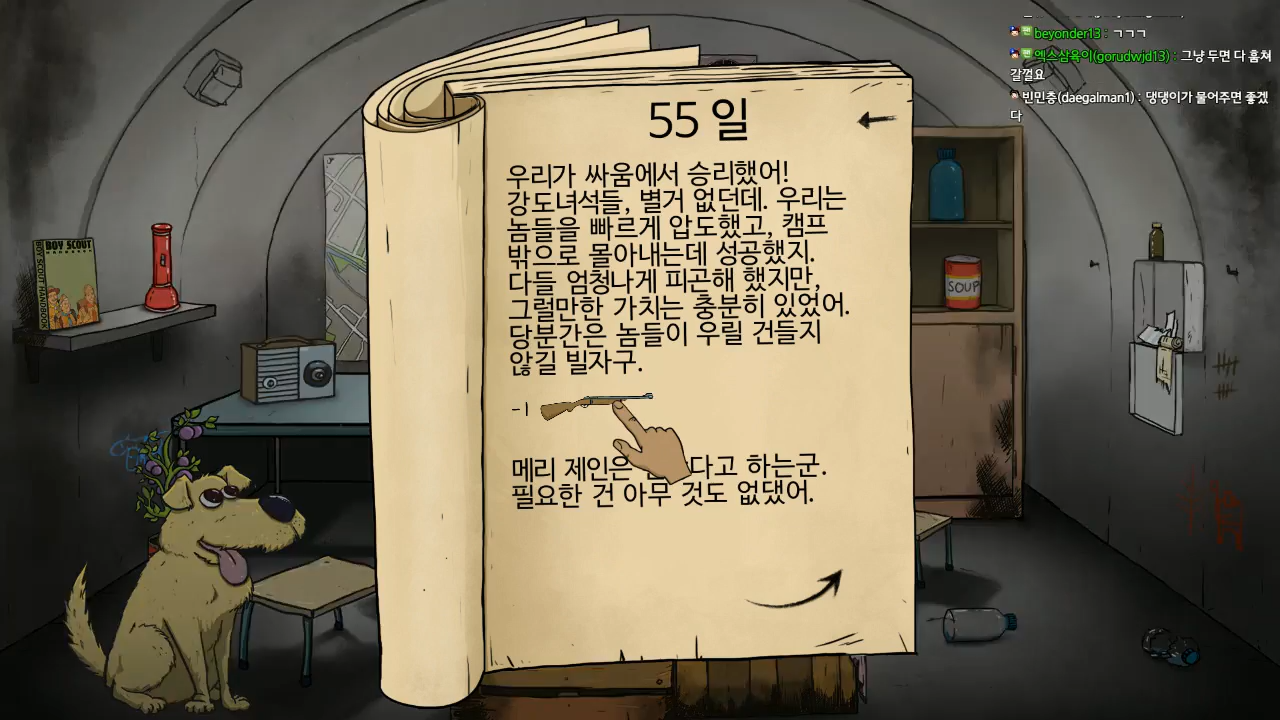 beyonder13 : ㄱㄱㄱ
엑스삼육이(gorudwjd13) : 그냥 두면 다 훔쳐
갈껄요
빈민층(daegalman1) : 댕댕이가 물어주면 좋겠
다
55 일
우리가 싸움에서 승리했어!
강도녀석들, 별거 없던데. 우리는
놈들을 빠르게 압도했고, 캠프
밖으로 몰아내는데 성공했지.
다들 엄청나게 피곤해 했지만,
그럴만한 가치는 충분히 있었어.
당분간은 놈들이 우릴 건들지
않길 빌자구.
-1
메리 제인은 다고 하는군.
필요한 건 아무 것도 없댔어.
BOY SCOUT
BOY SCOUT HANDBOOK
SOUP